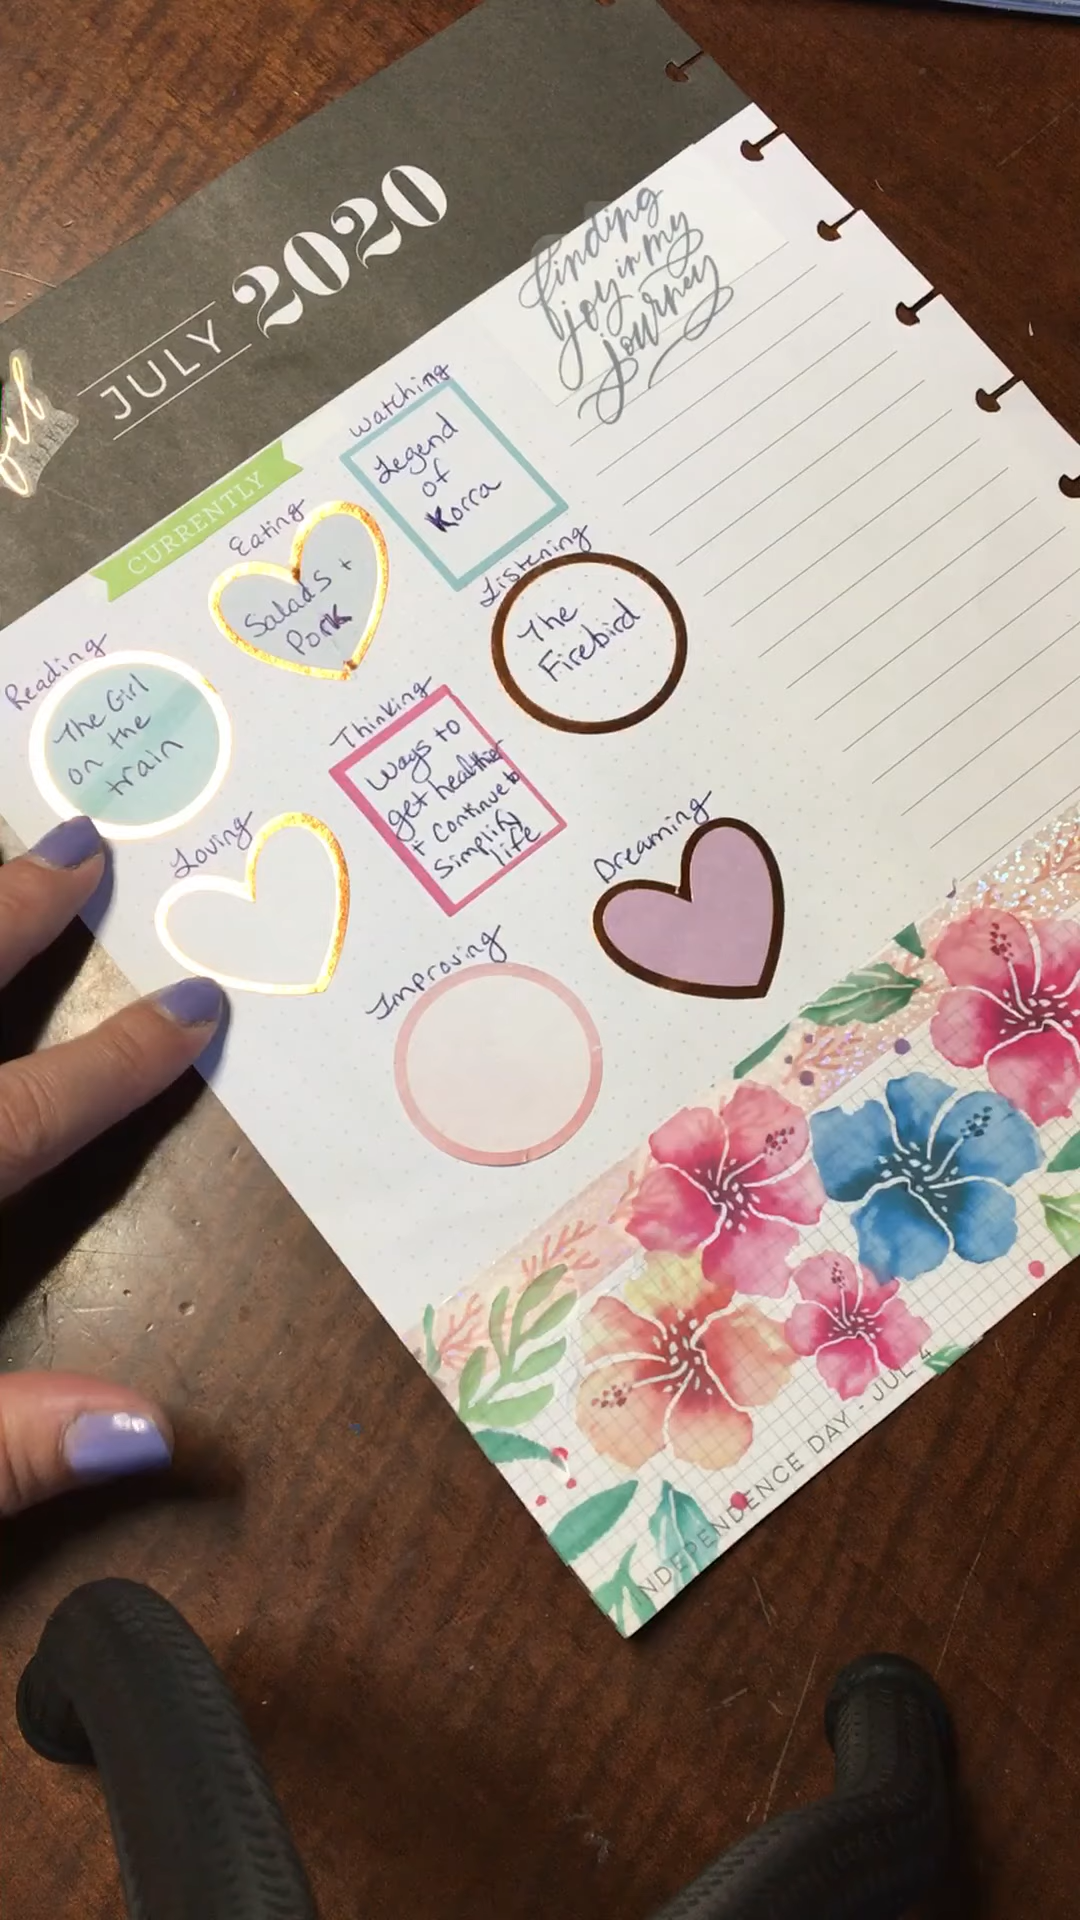 JULY 2020
finding
joy in my
journey
CURRENTLY
Watching
Legend
of
Korra
Eating
Salads +
Pork
Listening
The
Firebird
Reading
The Girl
on the
train
Thinking
Ways to
get healthier
+ Continue to
Simplify
life
Loving
Dreaming
Improving
INDEPENDENCE DAY - JUL 4